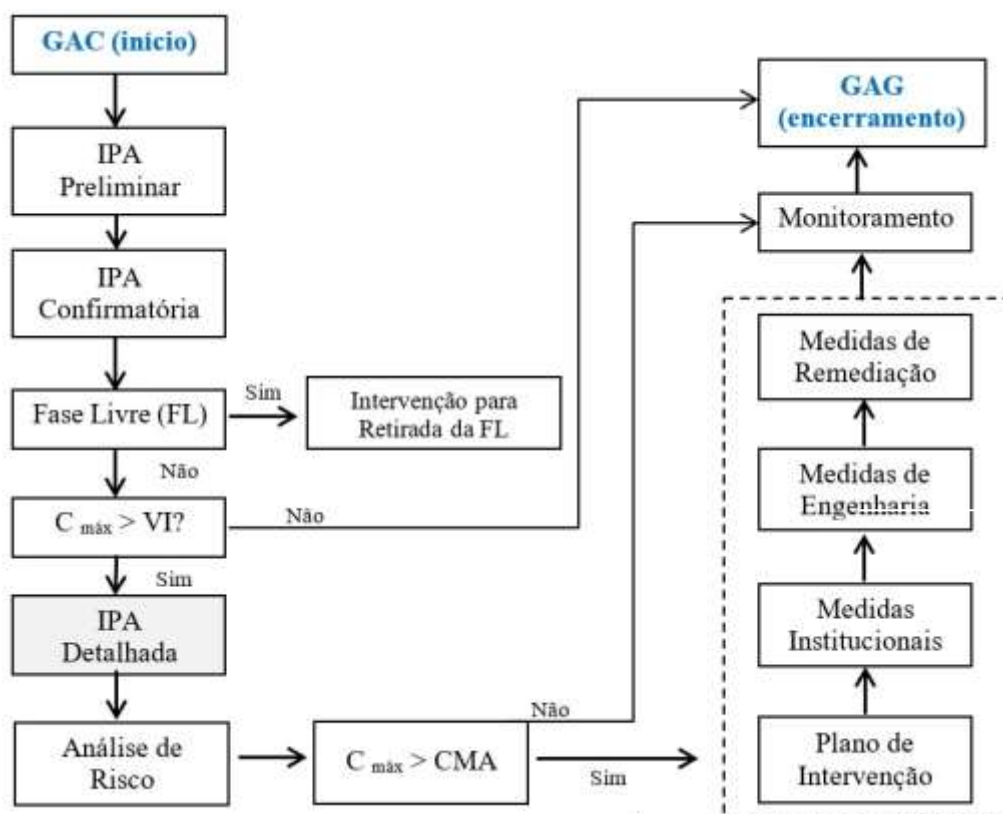 GAC (início)
IPA
Preliminar
IPA
Confirmatória
Fase Livre (FL)
Sim
Intervenção para
Retirada da FL
Não
C máx > VI?
Não
Sim
IPA
Detalhada
Análise de
Risco
C máx > CMA
Não
Sim
GAG
(encerramento)
Monitoramento
Medidas de
Remediação
Medidas de
Engenharia
Medidas
Institucionais
Plano de
Intervenção